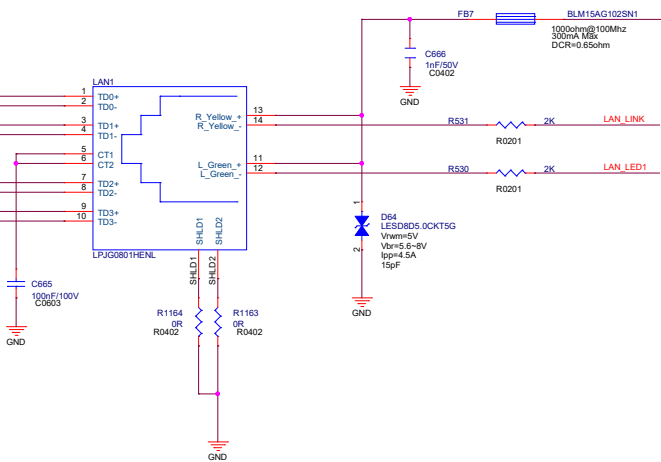 FB7
BLM15AG102SN1
1000ohm@100Mhz
300mA Max
DCR=0.65ohm
C666
1nF/50V
C0402
GND
LAN1
1
TD0+
2
TD0-
3
TD1+
4
TD1-
5
CT1
6
CT2
7
TD2+
8
TD2-
9
TD3+
10
TD3-
R_Yellow_+
13
R_Yellow_-
14
L_Green_+
11
L_Green_-
12
SHLD1
SHLD2
LPJG0801HENL
SHLD1
SHLD2
R531
2K
LAN_LINK
R0201
R530
2K
LAN_LED1
R0201
1
D64
LESD8D5.0CKT5G
Vrwm=5V
Vbr=5.6~8V
Ipp=4.5A
15pF
2
GND
C665
100nF/100V
C0603
GND
R1164
0R
R0402
R1163
0R
R0402
GND